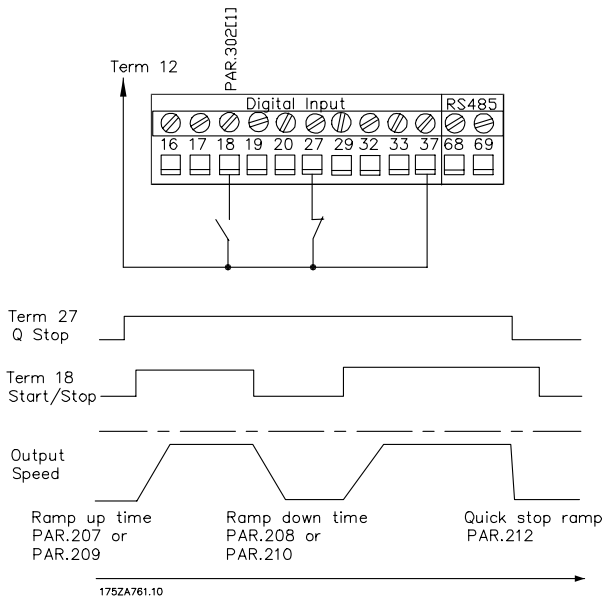 PAR.302[1]
Term 12
Digital Input RS485
16 17 18 19 20 27 29 32 33 37 68 69
Term 27
Q Stop
Term 18
Start/Stop
Output
Speed
Ramp up time
PAR.207 or
PAR.209
Ramp down time
PAR.208 or
PAR.210
Quick stop ramp
PAR.212
175ZA761.10